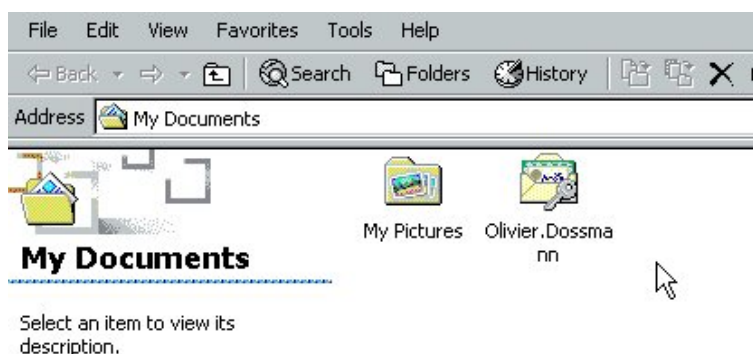 File Edit View Favorites Tools Help
Back Search Folders History
Address My Documents
My Pictures
Olivier.Dossma
nn
My Documents
Select an item to view its
description.